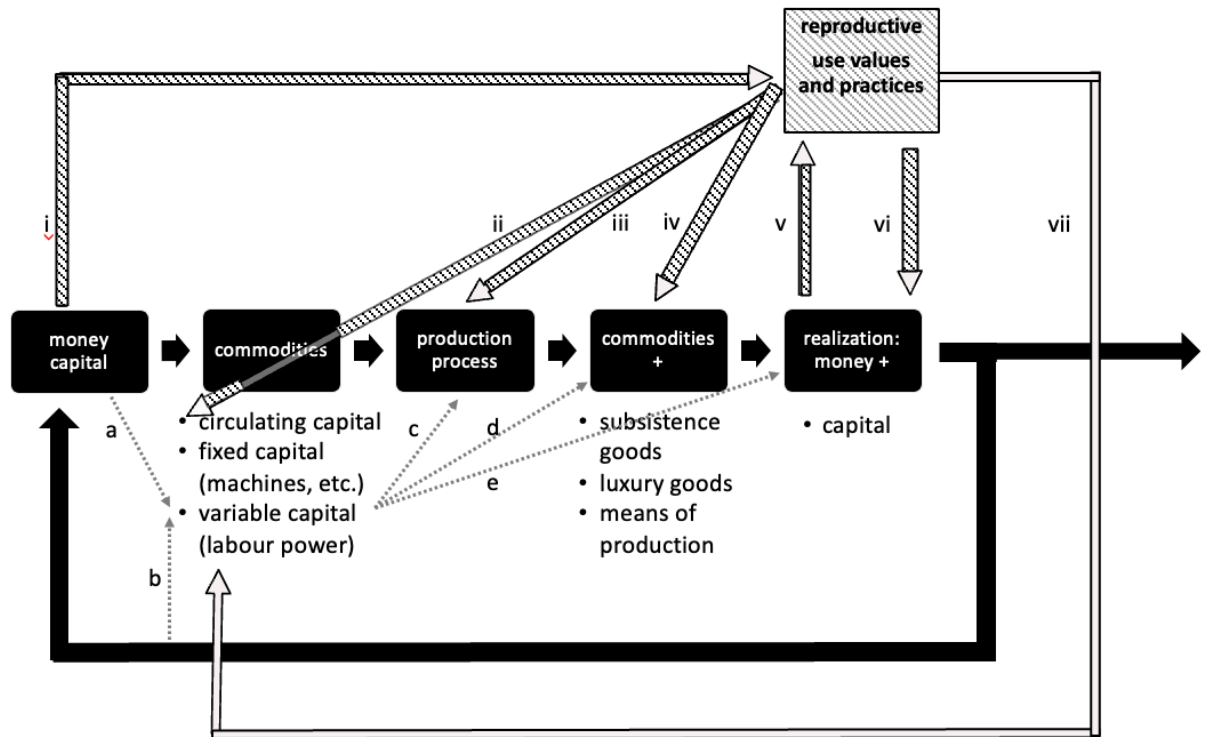 reproductive
use values
and practices
i
ii
iii
iv
v
vi
vii
money
capital
commodities
production
process
commodities
+
realization:
money +
a
b
c
d
e
• circulating capital
• fixed capital
(machines, etc.)
• variable capital
(labour power)
• subsistence
goods
• luxury goods
• means of
production
• capital